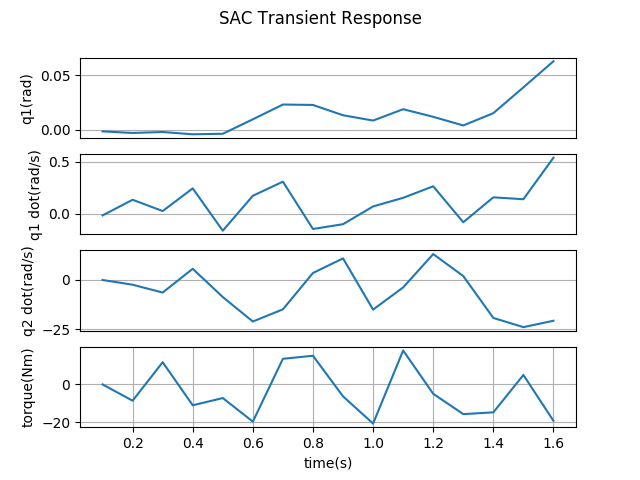 SAC Transient Response
q1(rad)
0.05
0.00
q1 dot(rad/s)
0.5
0.0
q2 dot(rad/s)
0
−25
torque(Nm)
0
−20
0.2 0.4 0.6 0.8 1.0 1.2 1.4 1.6
time(s)